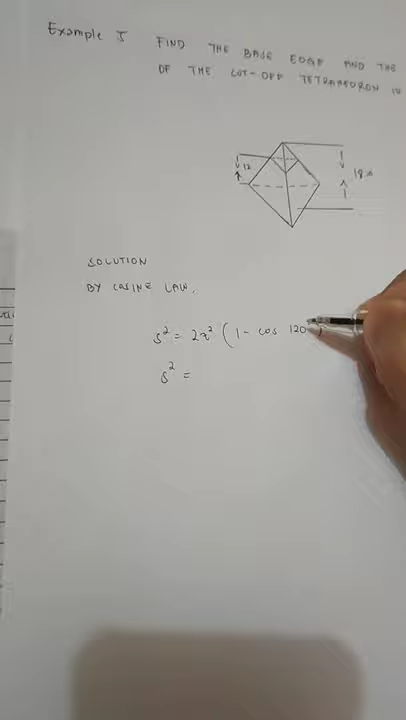 Example I FIND THE BASE EDGE AND THE
OF THE CUT-OFF TETRAHEDRON IN
12
SOLUTION
BY COSINE LAW,
s² = 2x² (1 - cos 120
s² =